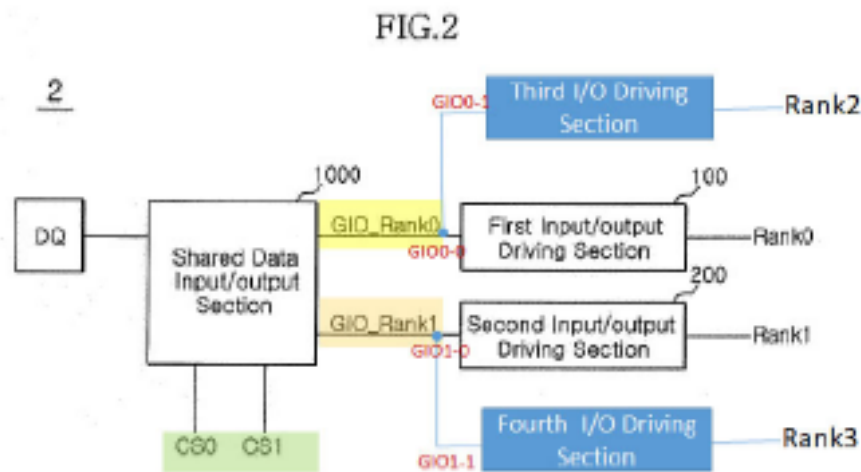 FIG.2
2
GIO0-1
Third I/O Driving
Section
Rank2
1000
100
DQ
Shared Data
Input/output
Section
GIO_Rank0
GIO0-0
First Input/output
Driving Section
Rank0
200
GIO_Rank1
GIO1-0
Second Input/output
Driving Section
Rank1
CS0 CS1
GIO1-1
Fourth I/O Driving
Section
Rank3